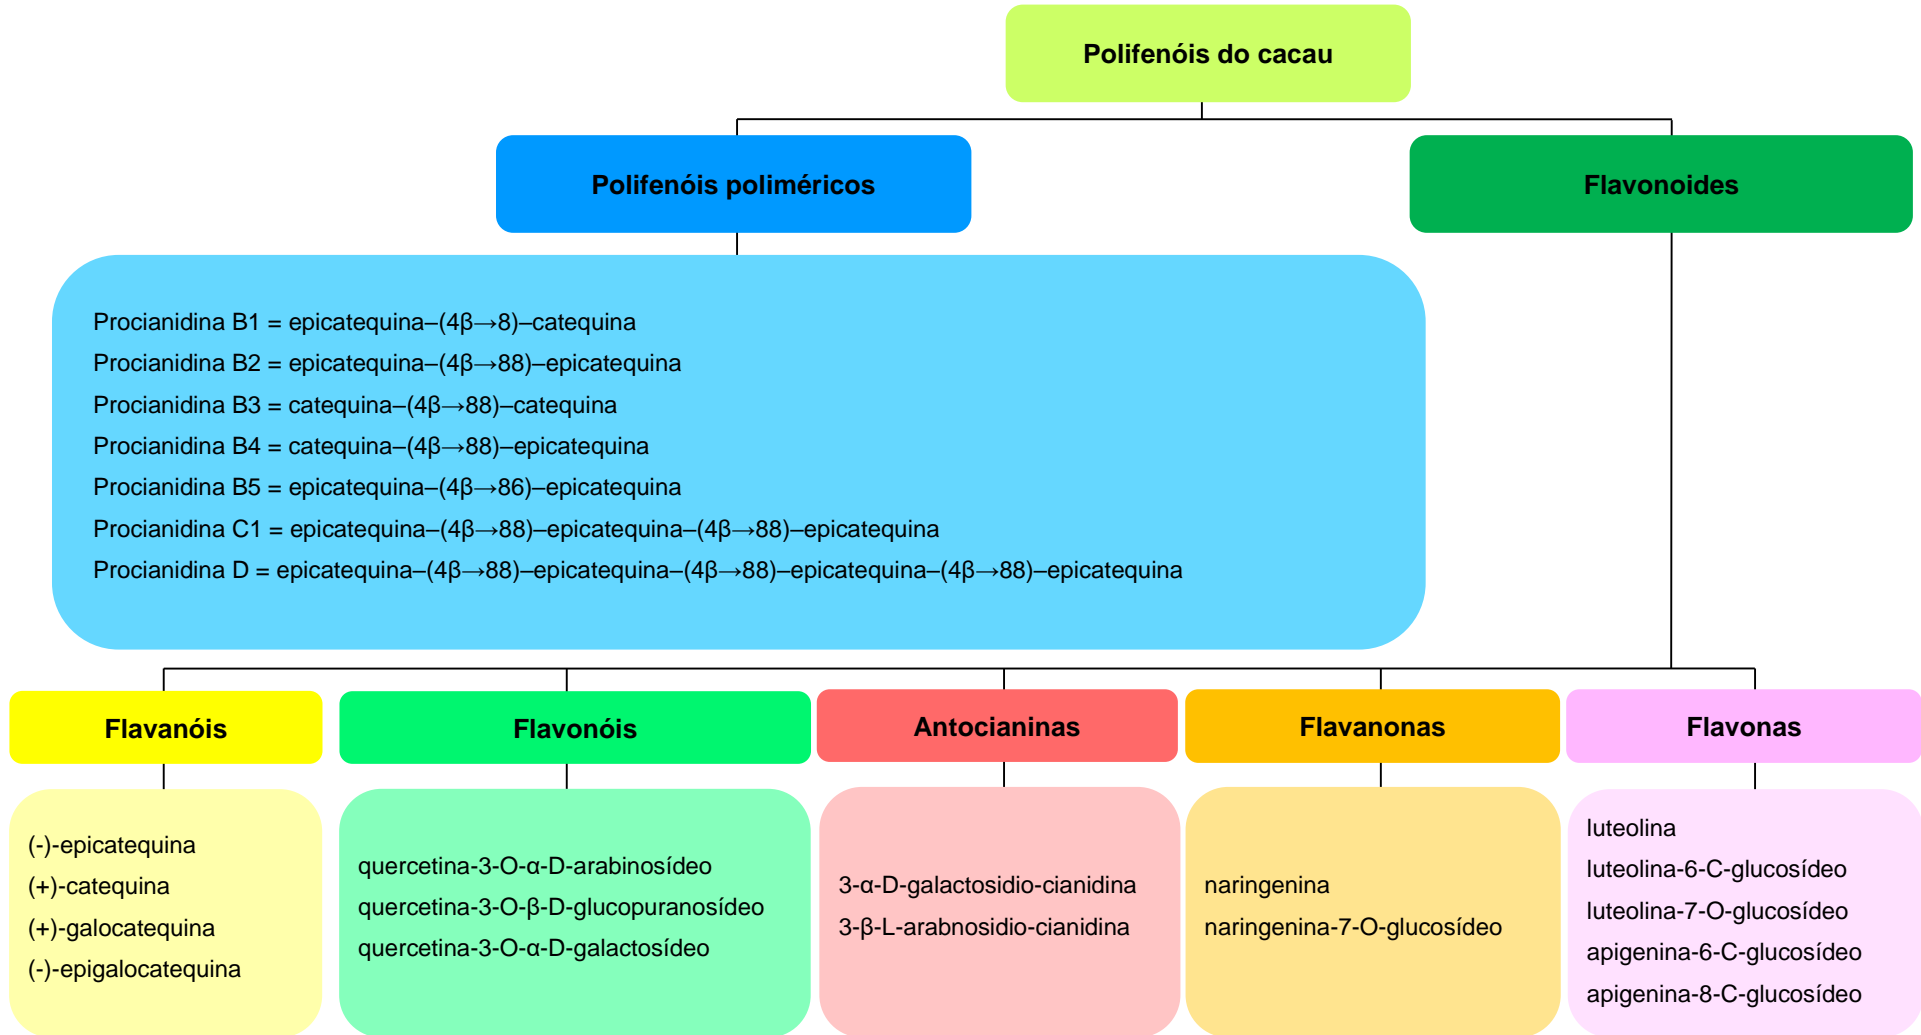 Polifenóis do cacau
Polifenóis poliméricos
Flavonoides
Procianidina B1 = epicatequina–(4β→8)–catequina
Procianidina B2 = epicatequina–(4β→88)–epicatequina
Procianidina B3 = catequina–(4β→88)–catequina
Procianidina B4 = catequina–(4β→88)–epicatequina
Procianidina B5 = epicatequina–(4β→86)–epicatequina
Procianidina C1 = epicatequina–(4β→88)–epicatequina–(4β→88)–epicatequina
Procianidina D = epicatequina–(4β→88)–epicatequina–(4β→88)–epicatequina–(4β→88)–epicatequina
Flavanóis
(-)-epicatequina
(+)-catequina
(+)-galocatequina
(-)-epigalocatequina
Flavonóis
quercetina-3-O-α-D-arabinosídeo
quercetina-3-O-β-D-glucopuranosídeo
quercetina-3-O-α-D-galactosídeo
Antocianinas
3-α-D-galactosidio-cianidina
3-β-L-arabnosidio-cianidina
Flavanonas
naringenina
naringenina-7-O-glucosídeo
Flavonas
luteolina
luteolina-6-C-glucosídeo
luteolina-7-O-glucosídeo
apigenina-6-C-glucosídeo
apigenina-8-C-glucosídeo